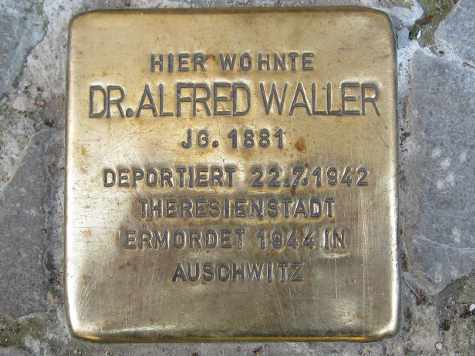 HIER WOHNTE
DR. ALFRED WALLER
JG. 1881
DEPORTIERT 22.7.1942
THERESIENSTADT
ERMORDET 1944 IN
AUSCHWITZ